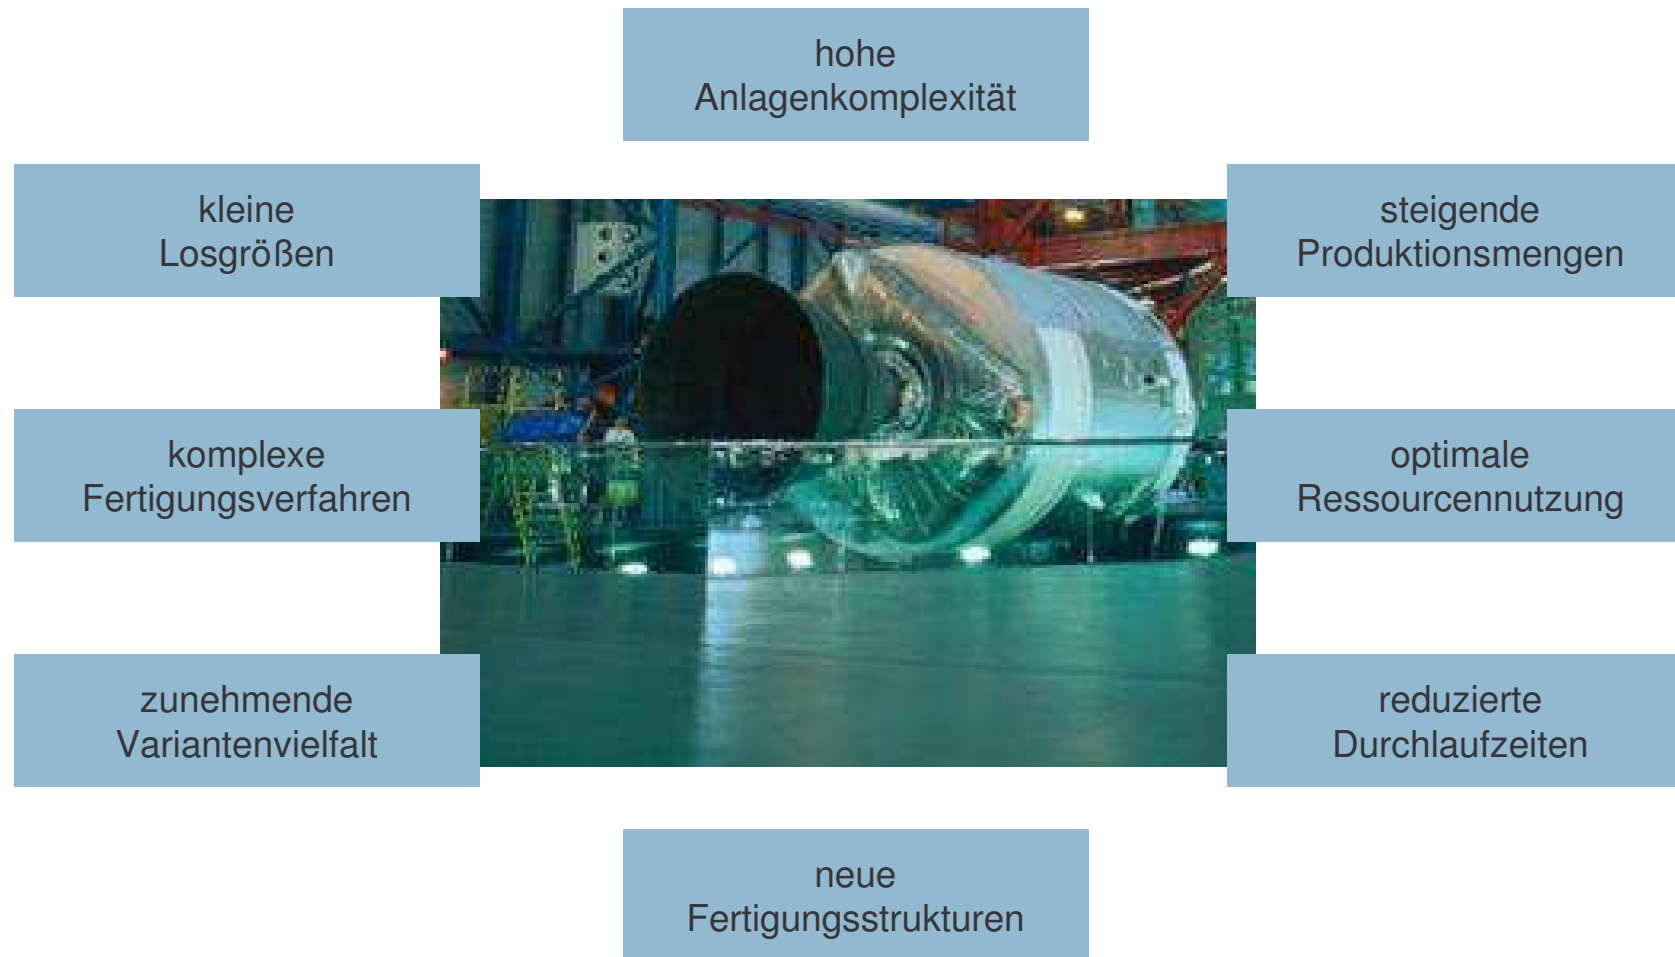 hohe
Anlagenkomplexität
kleine
Losgrößen
steigende
Produktionsmengen
komplexe
Fertigungsverfahren
optimale
Ressourcennutzung
zunehmende
Variantenvielfalt
reduzierte
Durchlaufzeiten
neue
Fertigungsstrukturen